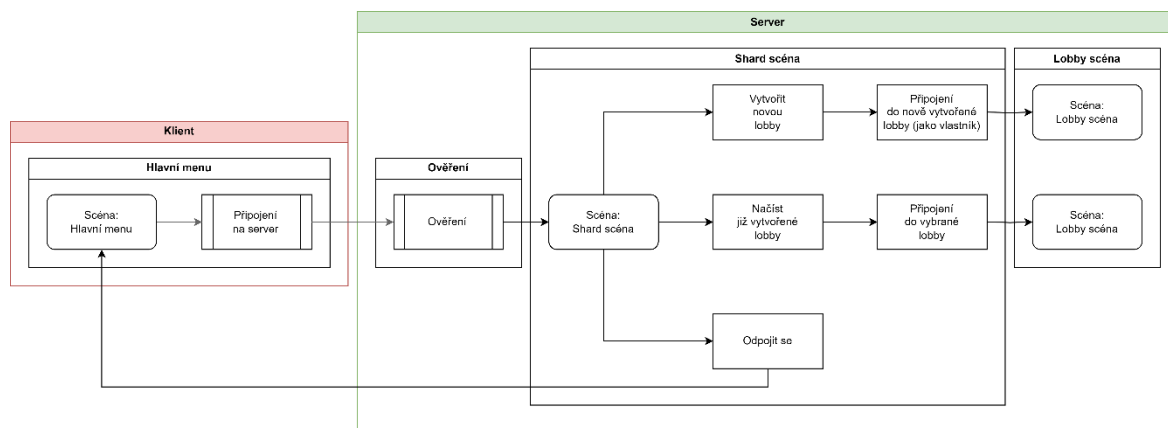 Server
Shard scéna
Lobby scéna
Vytvořit
novou
lobby
Připojení
do nově vytvořené
lobby (jako vlastník)
Scéna:
Lobby scéna
Klient
Hlavní menu
Ověření
Scéna:
Hlavní menu
Připojení
na server
Ověření
Scéna:
Shard scéna
Načíst
již vytvořené
lobby
Připojení
do vybrané
lobby
Scéna:
Lobby scéna
Odpojit se